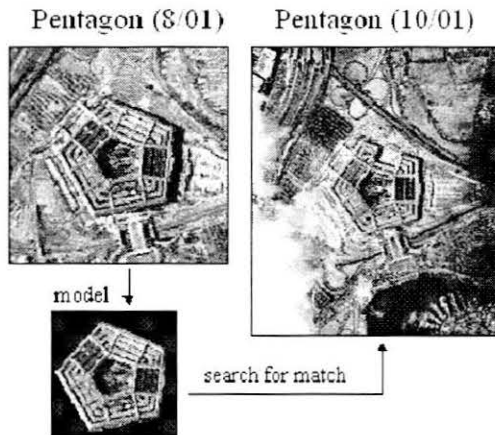 Pentagon (8/01)
Pentagon (10/01)
model
search for match